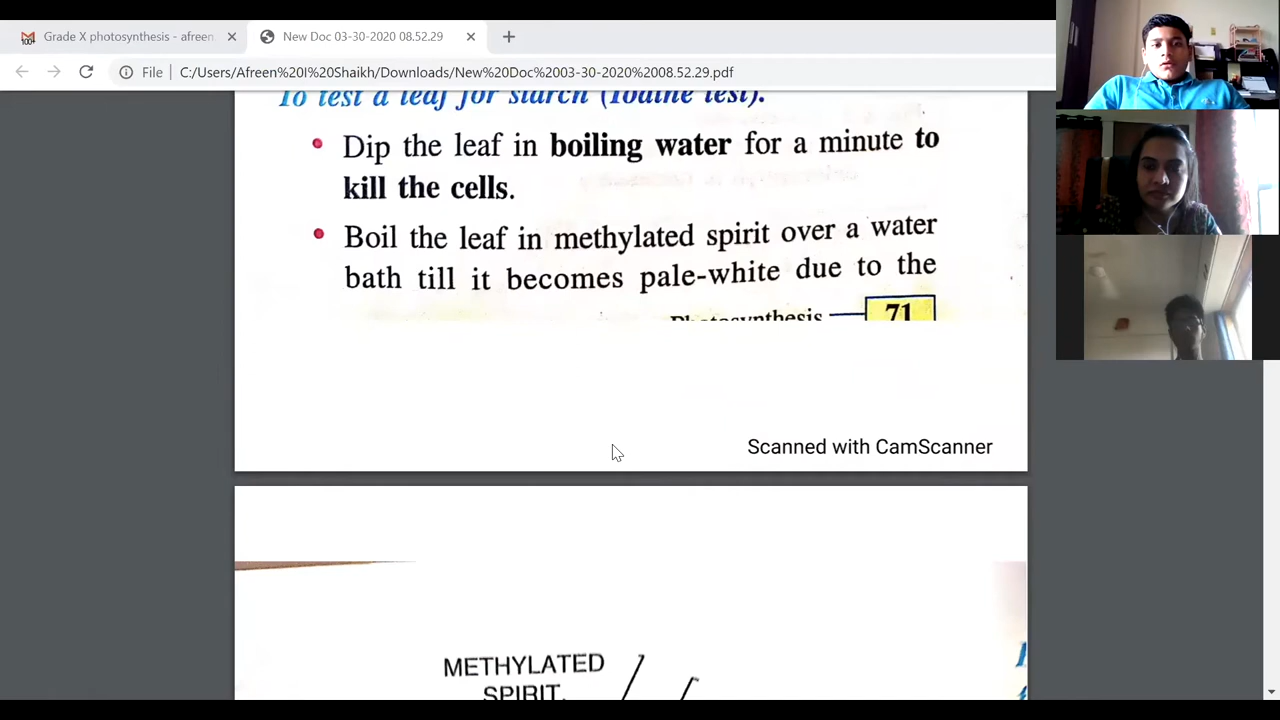 Grade X photosynthesis - afreen
New Doc 03-30-2020 08.52.29
File
C:/Users/Afreen%20I%20Shaikh/Downloads/New%20Doc%2003-30-2020%2008.52.29.pdf
To test a leaf for starch (Iodine test).
Dip the leaf in boiling water for a minute to
kill the cells.
Boil the leaf in methylated spirit over a water
bath till it becomes pale-white due to the
Photosynthesis 71
Scanned with CamScanner
METHYLATED
SPIRIT